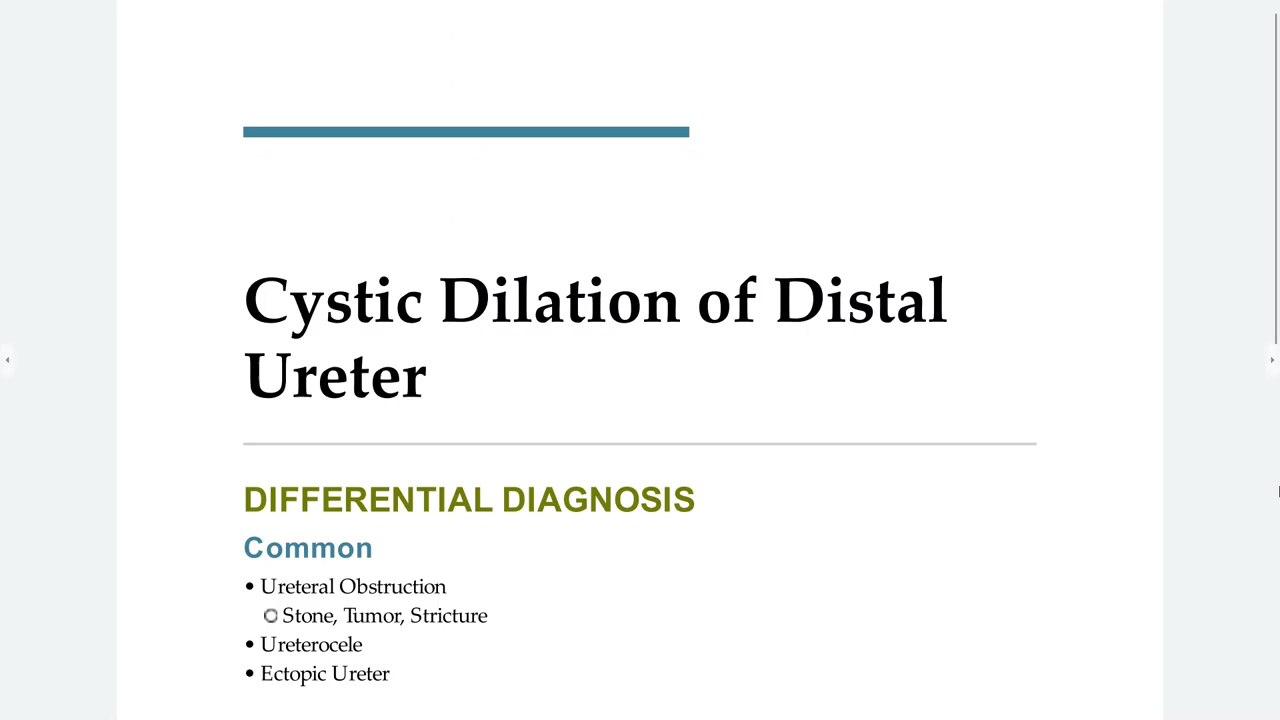 Cystic Dilation of Distal
Ureter
DIFFERENTIAL DIAGNOSIS
Common
• Ureteral Obstruction
○ Stone, Tumor, Stricture
• Ureterocele
• Ectopic Ureter